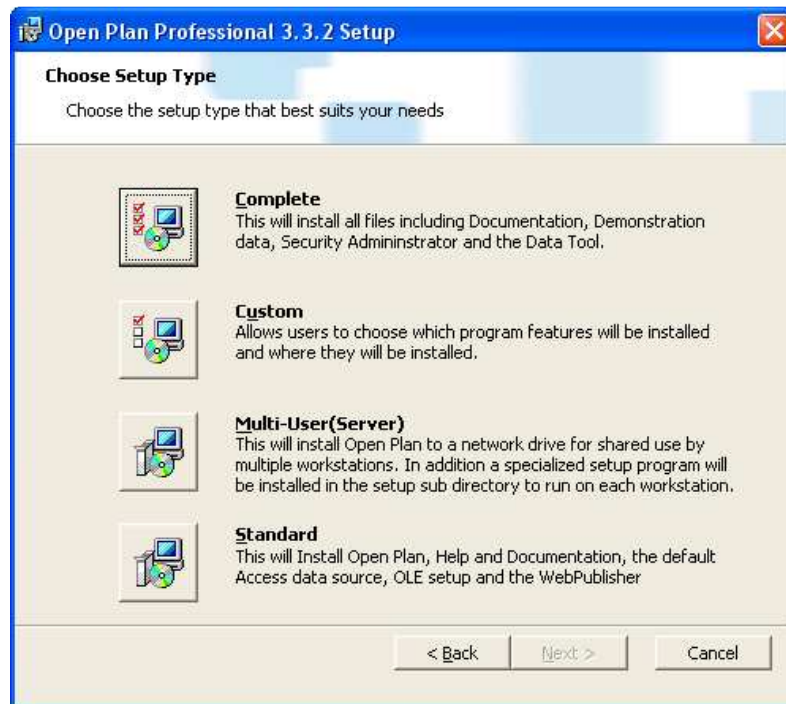 Open Plan Professional 3.3.2 Setup
Choose Setup Type
Choose the setup type that best suits your needs
Complete
This will install all files including Documentation, Demonstration
data, Security Admininstrator and the Data Tool.
Custom
Allows users to choose which program features will be installed
and where they will be installed.
Multi-User(Server)
This will install Open Plan to a network drive for shared use by
multiple workstations. In addition a specialized setup program will
be installed in the setup sub directory to run on each workstation.
Standard
This will Install Open Plan, Help and Documentation, the default
Access data source, OLE setup and the WebPublisher
< Back Next > Cancel